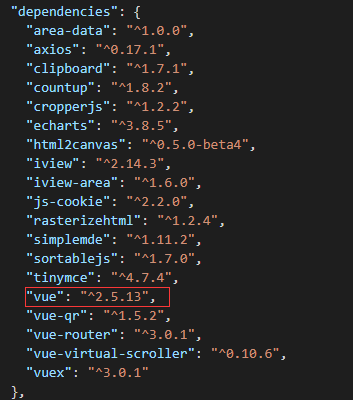 "dependencies": {
"area-data": "^1.0.0",
"axios": "^0.17.1",
"clipboard": "^1.7.1",
"countup": "^1.8.2",
"cropperjs": "^1.2.2",
"echarts": "^3.8.5",
"html2canvas": "^0.5.0-beta4",
"iview": "^2.14.3",
"iview-area": "^1.6.0",
"js-cookie": "^2.2.0",
"rasterizehtml": "^1.2.4",
"simplemde": "^1.11.2",
"sortablejs": "^1.7.0",
"tinymce": "^4.7.4",
"vue": "^2.5.13",
"vue-qr": "^1.5.2",
"vue-router": "^3.0.1",
"vue-virtual-scroller": "^0.10.6",
"vuex": "^3.0.1"
},